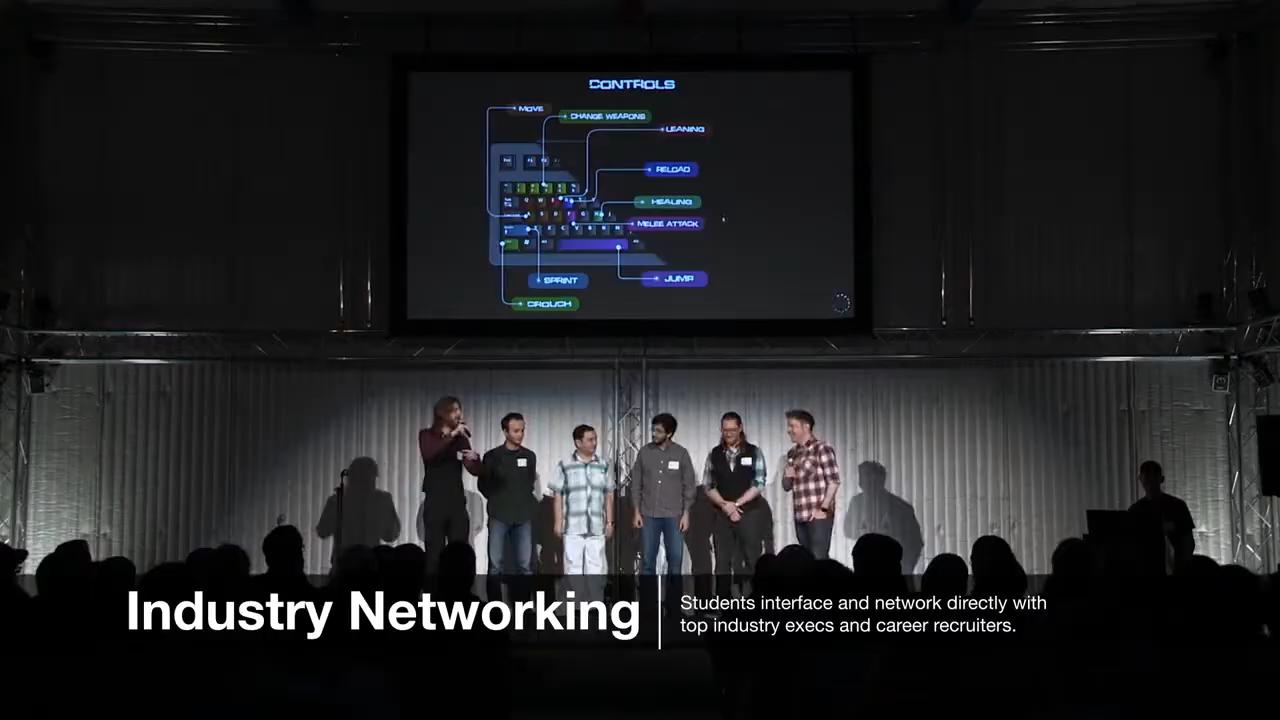 CONTROLS
MOVE
CHANGE WEAPONS
LEANING
RELOAD
HEALING
MELEE ATTACK
SPRINT
JUMP
CROUCH
Industry Networking
Students interface and network directly with
top industry execs and career recruiters.